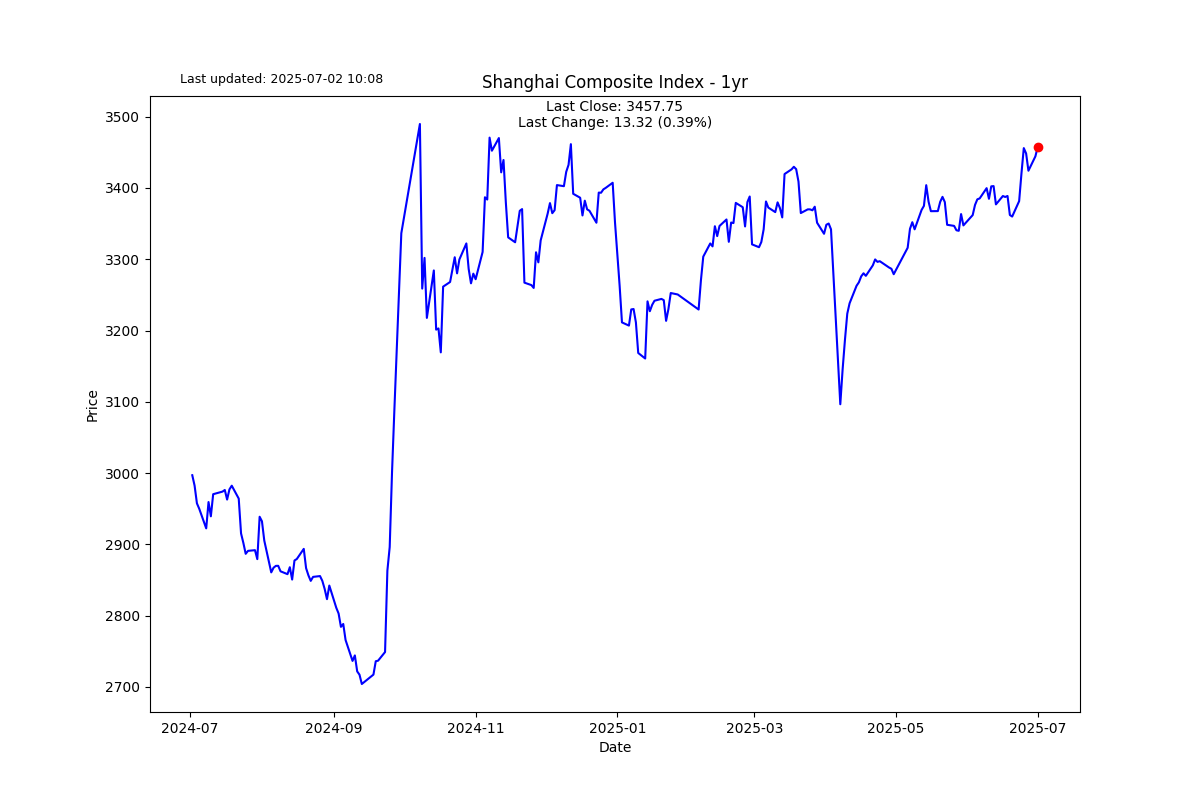 Last updated: 2025-07-02 10:08
Shanghai Composite Index - 1yr
Last Close: 3457.75
Last Change: 13.32 (0.39%)
3500
3400
3300
3200
3100
3000
2900
2800
2700
Price
2024-07
2024-09
2024-11
2025-01
2025-03
2025-05
2025-07
Date